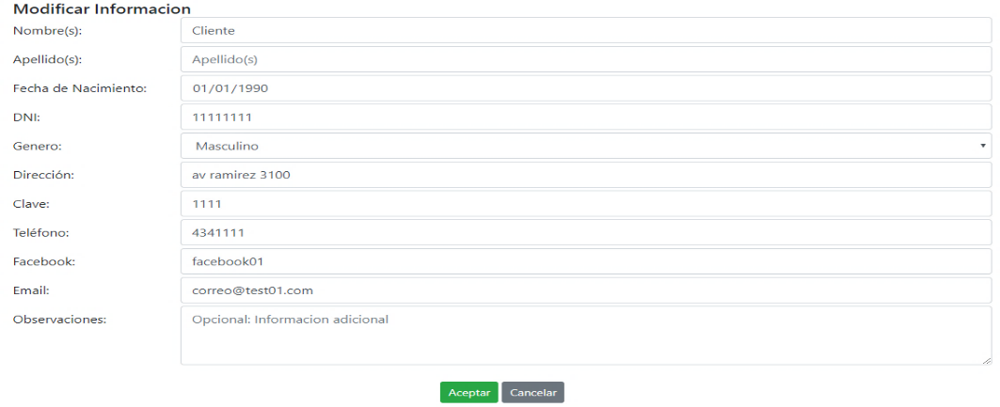 Modificar Informacion
Nombre(s): Cliente
Apellido(s): Apellido(s)
Fecha de Nacimiento: 01/01/1990
DNI: 11111111
Genero: Masculino
Dirección: av ramirez 3100
Clave: 1111
Teléfono: 4341111
Facebook: facebook01
Email: correo@test01.com
Observaciones: Opcional: Informacion adicional
Aceptar Cancelar